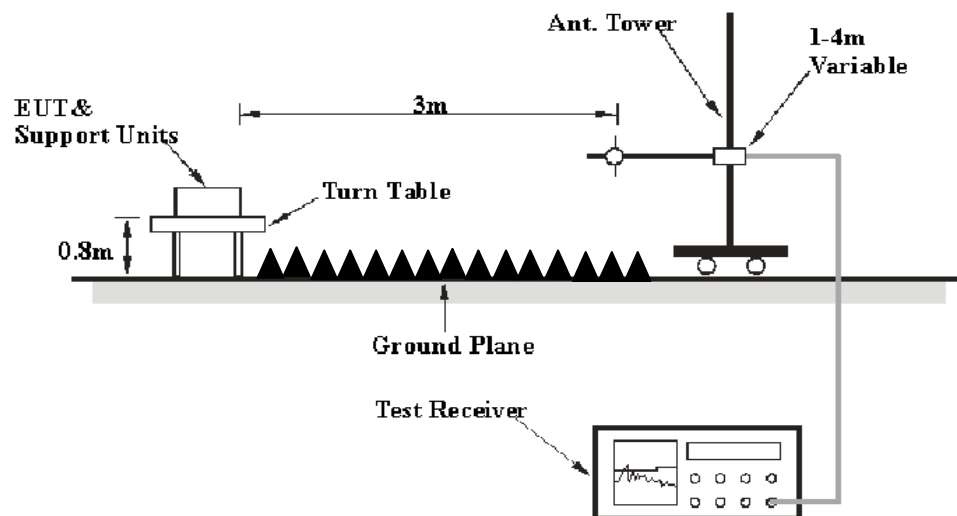 Ant. Tower
1-4m
Variable
3m
EUT&
Support Units
Turn Table
0.8m
Ground Plane
Test Receiver